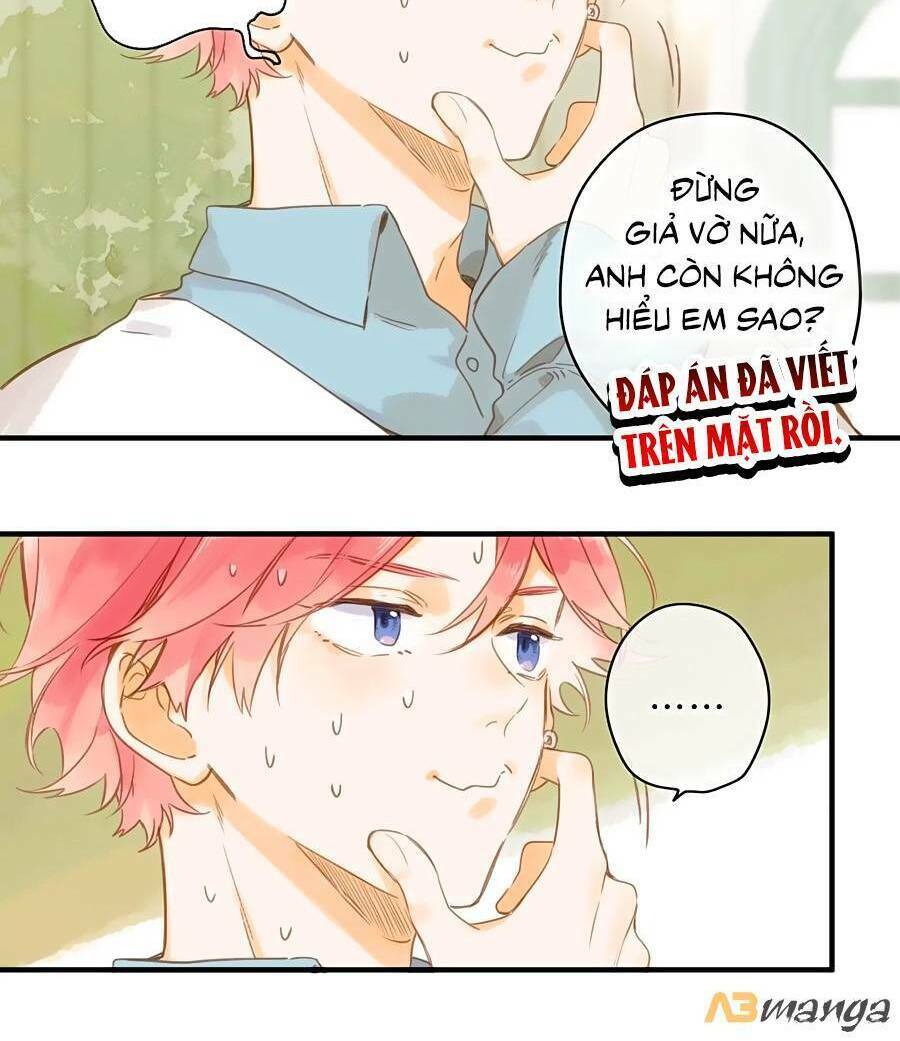 ĐỪNG
GIẢ VỜ NỮA,
ANH CÒN KHÔNG
HIỂU EM SAO?
ĐÁP ÁN ĐÃ VIẾT
TRÊN MẶT RỒI.
......
A3manga